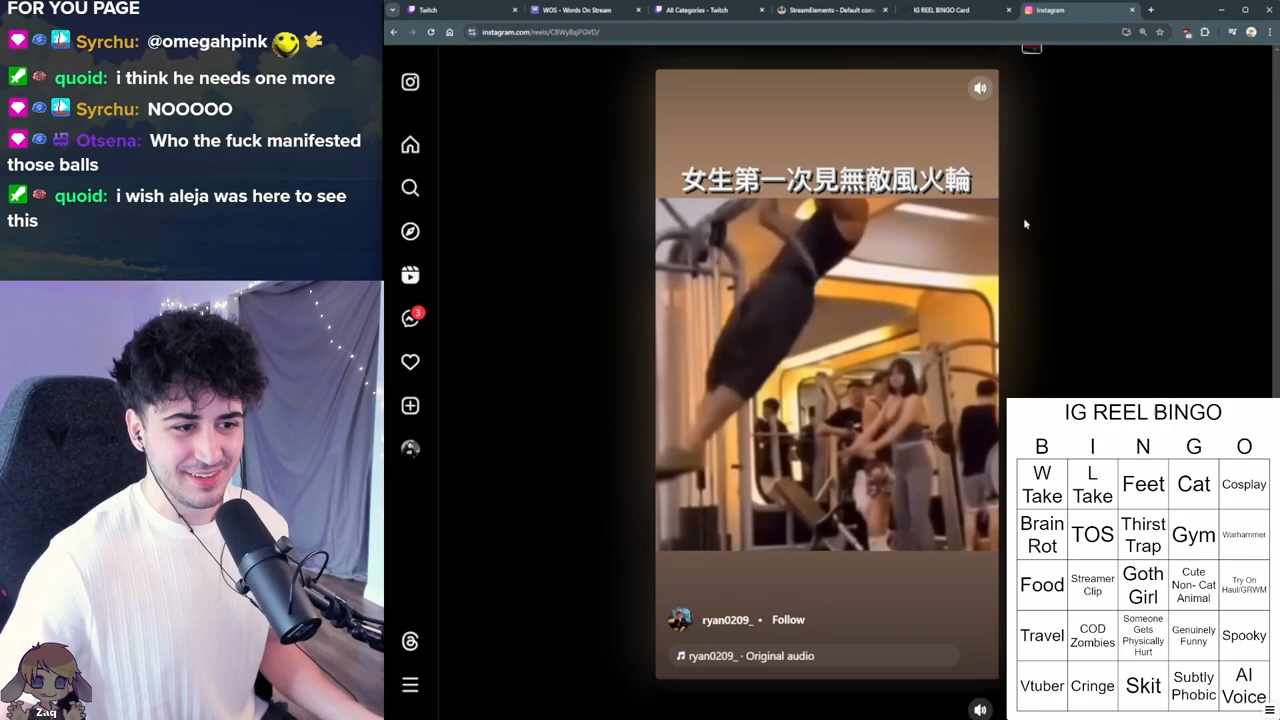 FOR YOU PAGE
Syrchu: @omegahpink
quoid: i think he needs one more
Syrchu: NOOOOO
Otsena: Who the fuck manifested
those balls
quoid: i wish aleja was here to see
this
Zaq
Twitch
WOS - Words On Stream
All Categories - Twitch
StreamElements - Default com
IG REEL BINGO Card
Instagram
instagram.com/reels/C8WyBsjPGVD/
3
女生第一次見無敵風火輪
ryan0209_ • Follow
ryan0209_ · Original audio
IG REEL BINGO
B I N G O
W Take
L Take
Feet
Cat
Cosplay
Brain Rot
TOS
Thirst Trap
Gym
Warhammer
Food
Streamer Clip
Goth Girl
Cute Non- Cat Animal
Try On Haul/GRWM
Travel
COD Zombies
Someone Gets Physically Hurt
Genuinely Funny
Spooky
Vtuber
Cringe
Skit
Subtly Phobic
AI Voice